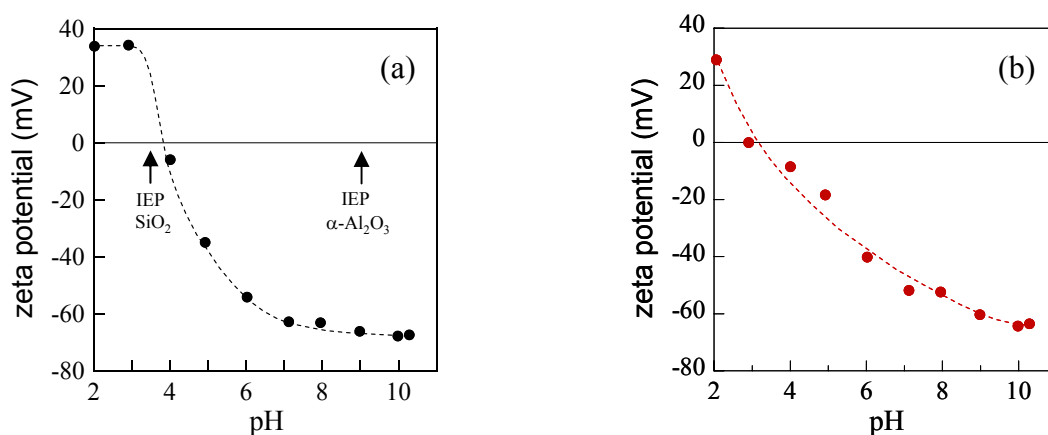 40
20
0
-20
-40
-60
-80
zeta potential (mV)
(a)
IEP
SiO₂
IEP
α-Al₂O₃
2 4 6 8 10
pH
40
20
0
-20
-40
-60
-80
zeta potential (mV)
(b)
2 4 6 8 10
pH